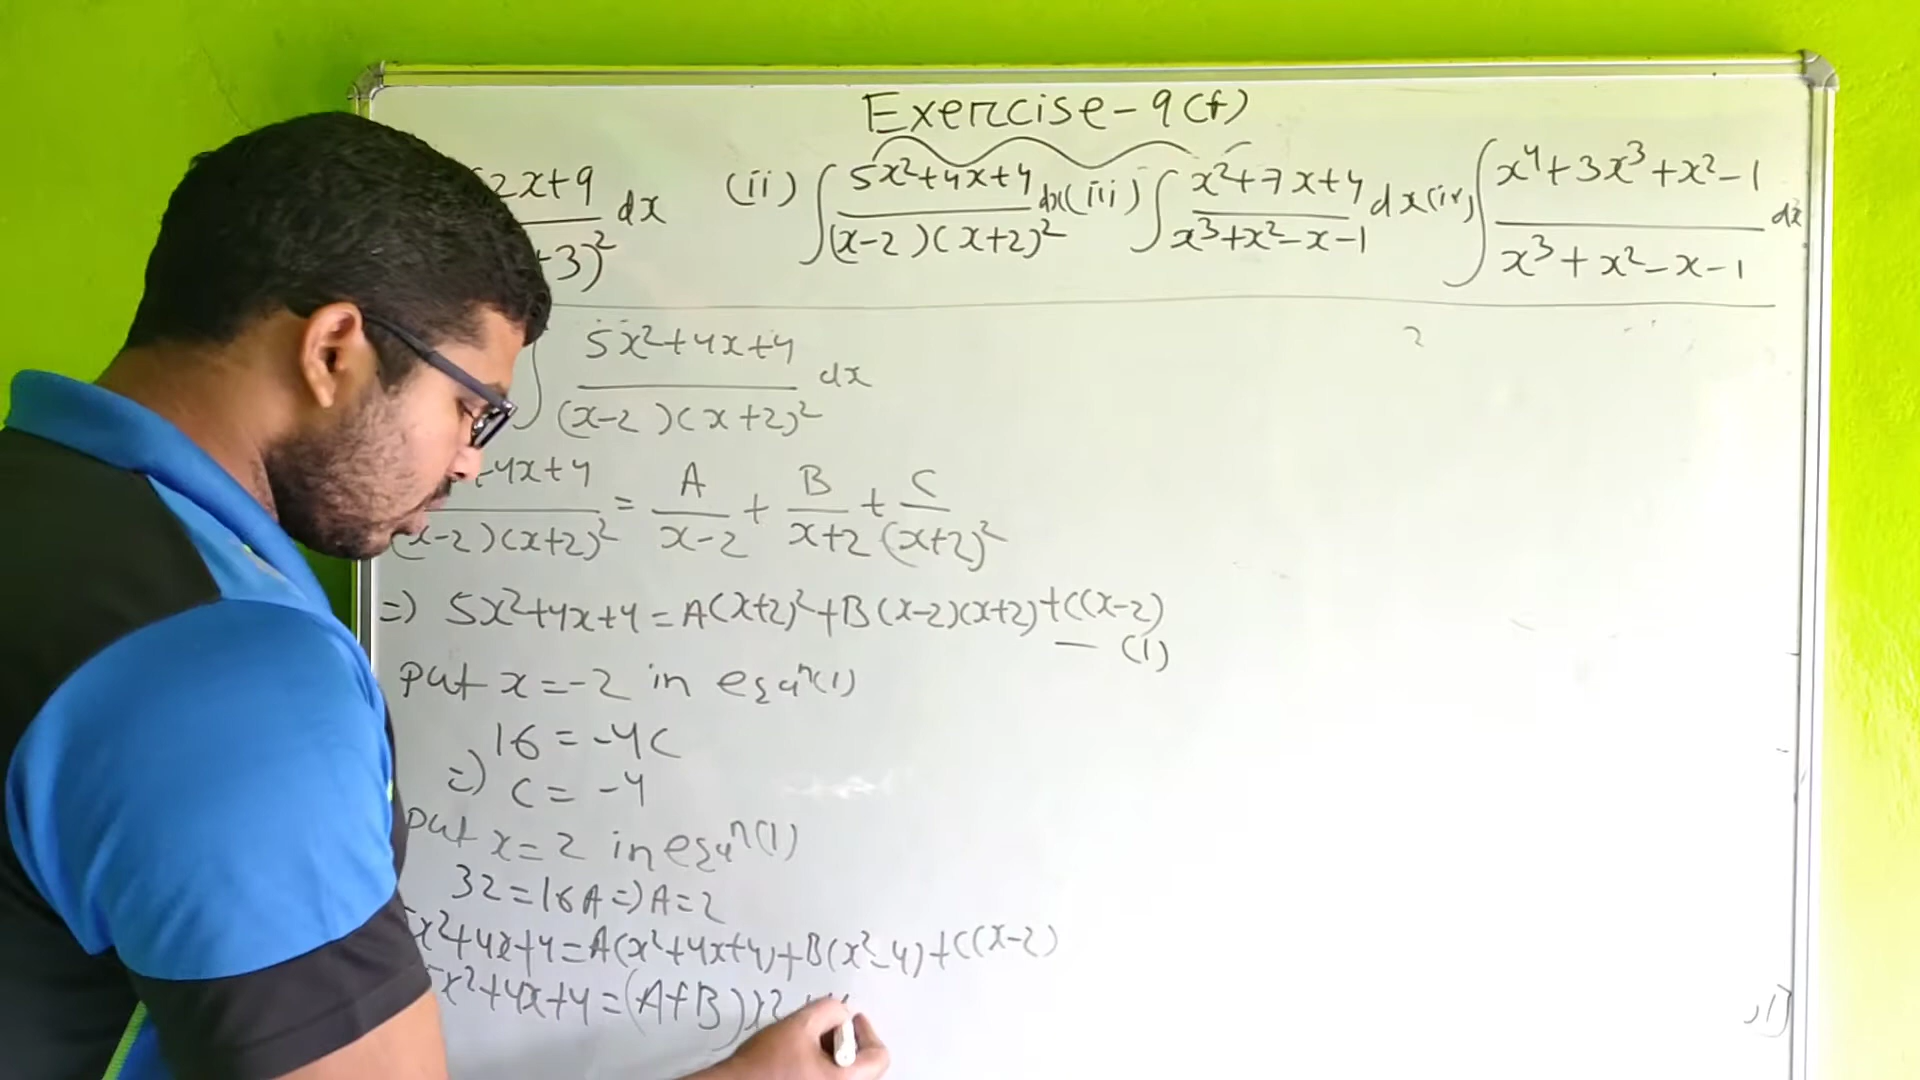 Exercise-9(f)
2x+9 / +3)² dx (ii) ∫ 5x²+4x+4 / (x-2)(x+2)² dx (iii) ∫ x²+7x+4 / x³+x²-x-1 dx (iv) ∫ x⁴+3x³+x²-1 / x³+x²-x-1 dx
∫ 5x²+4x+4 / (x-2)(x+2)² dx
4x+4 / (x-2)(x+2)² = A / x-2 + B / x+2 + C / (x+2)²
=) 5x²+4x+4 = A(x+2)²+B(x-2)(x+2)+C(x-2)
— (1)
put x=-2 in equⁿ(1)
16 = -4C
=) C = -4
put x=2 in equⁿ(1)
32=16A=)A=2
5x²+4x+4=A(x²+4x+4)+B(x²-4)+C(x-2)
5x²+4x+4=(A+B)x²